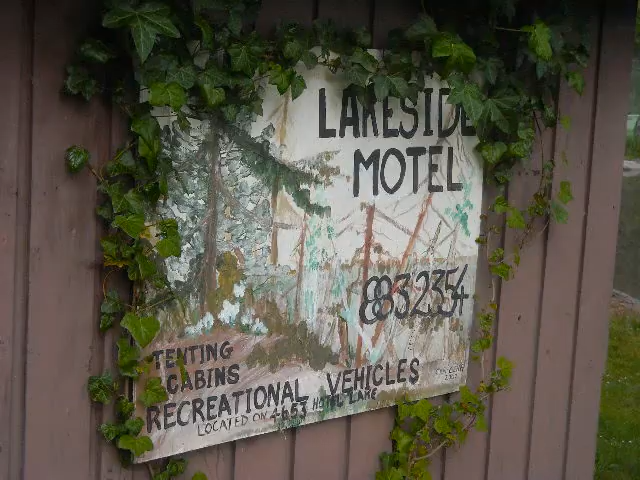 LAKESIDE
MOTEL
8832354
TENTING
CABINS
RECREATIONAL VEHICLES
LOCATED ON 4653 HOTEL LAKE